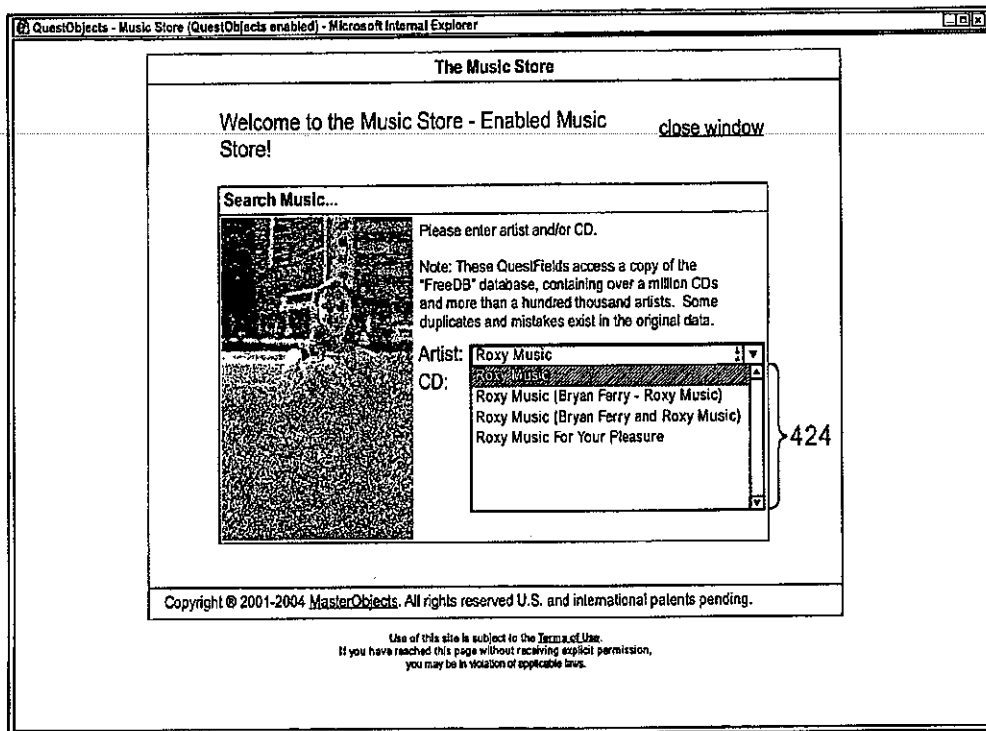 QuestObjects - Music Store (QuestObjects enabled) - Microsoft Internal Explorer
The Music Store
Welcome to the Music Store - Enabled Music
Store!
close window
Search Music...
Please enter artist and/or CD.
Note: These QuestFields access a copy of the
"FreeDB" database, containing over a million CDs
and more than a hundred thousand artists. Some
duplicates and mistakes exist in the original data.
Artist: Roxy Music
CD:
Roxy Music
Roxy Music (Bryan Ferry - Roxy Music)
Roxy Music (Bryan Ferry and Roxy Music)
Roxy Music For Your Pleasure
424
Copyright ® 2001-2004 MasterObjects. All rights reserved U.S. and international patents pending.
Use of this site is subject to the Terms of Use.
If you have reached this page without receiving explicit permission,
you may be in violation of applicable laws.